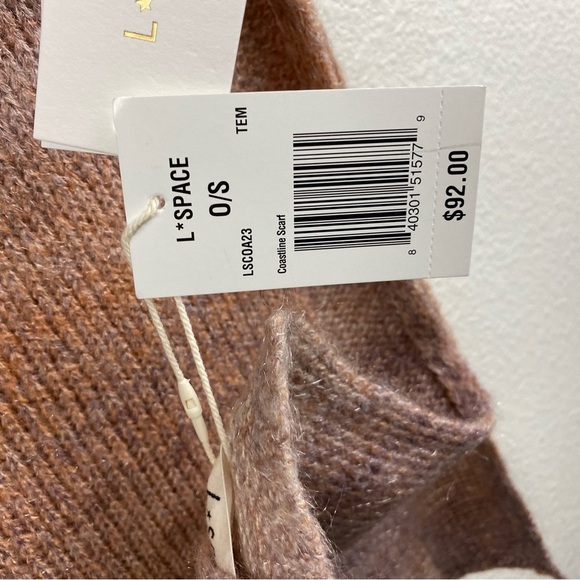 L*
L*SPACE
O/S
TEM
LSCOA23
Coastline Scarf
8 40301 51577 9
$92.00